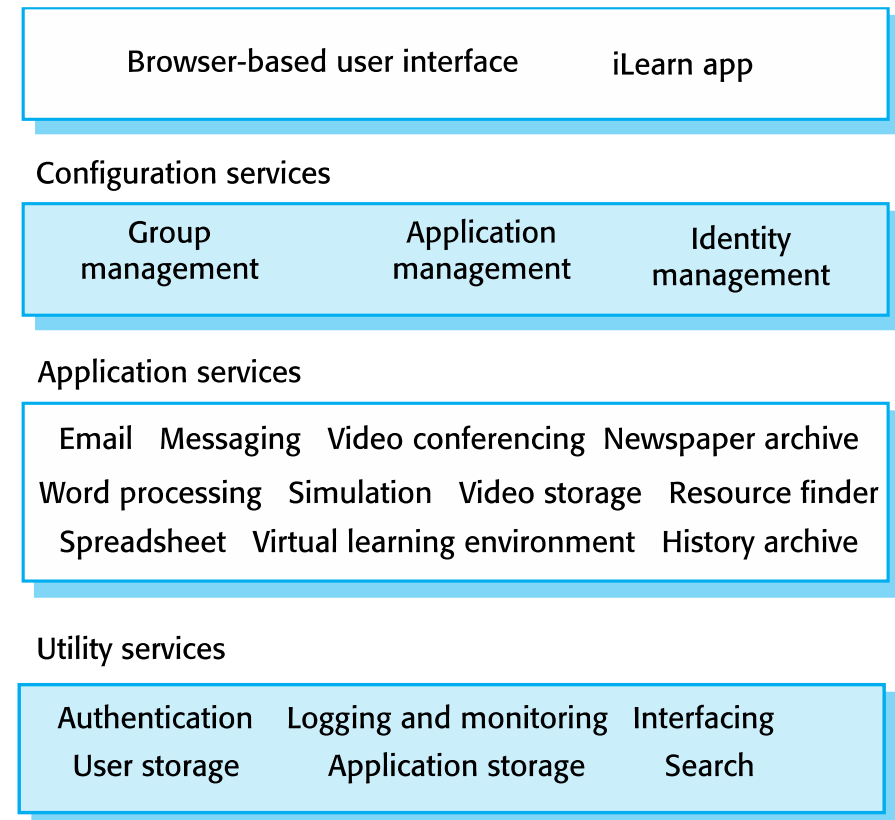 Browser-based user interface iLearn app
Configuration services
Group management
Application management
Identity management
Application services
Email Messaging Video conferencing Newspaper archive
Word processing Simulation Video storage Resource finder
Spreadsheet Virtual learning environment History archive
Utility services
Authentication Logging and monitoring Interfacing
User storage Application storage Search